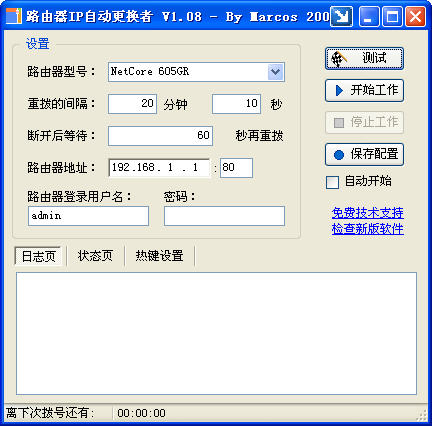 路由器IP自动更换者 V1.08 - By Marcos 200
设置
路由器型号： NetCore 605GR
重拨的间隔： 20 分钟 10 秒
断开后等待： 60 秒再重拨
路由器地址： 192.168. 1 . 1 : 80
路由器登录用户名： 密码：
admin
测试
开始工作
停止工作
保存配置
自动开始
免费技术支持
检查新版软件
日志页 状态页 热键设置
离下次拨号还有: 00:00:00